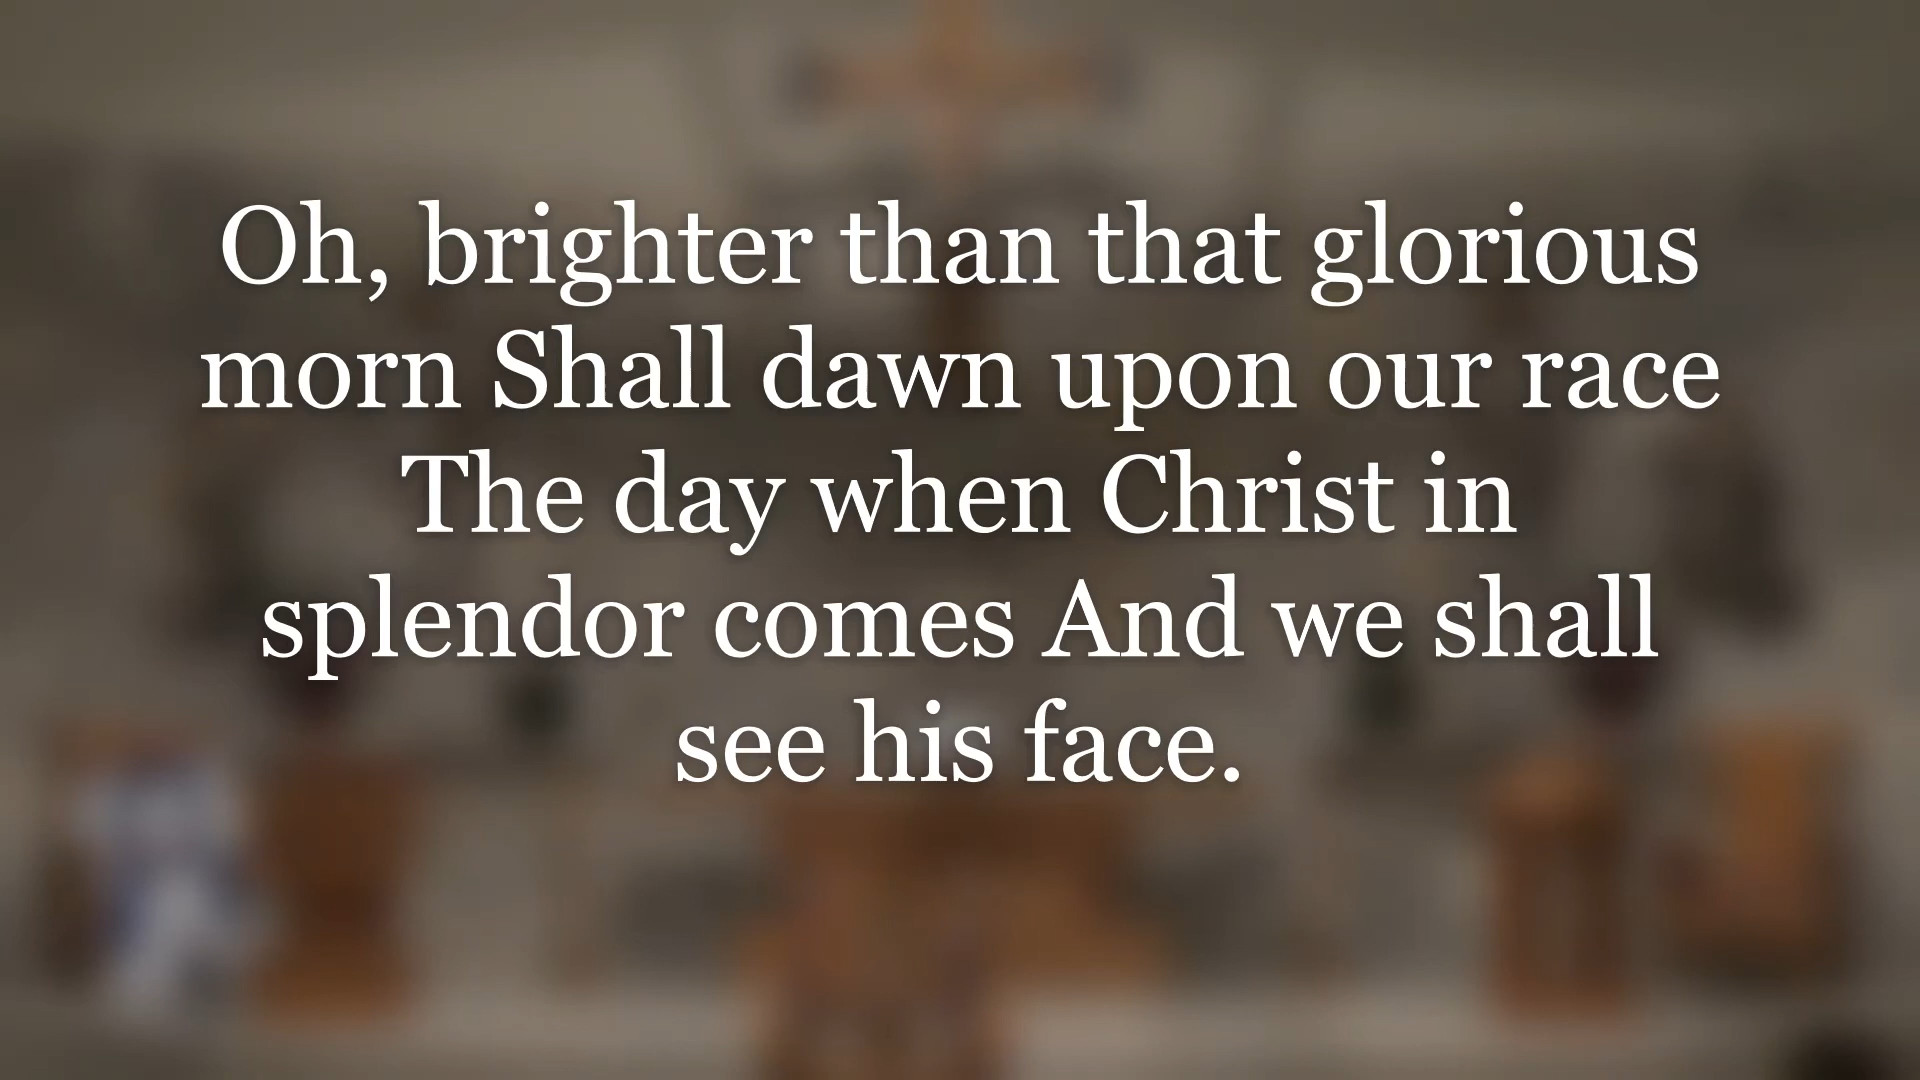 Oh, brighter than that glorious
morn Shall dawn upon our race
The day when Christ in
splendor comes And we shall
see his face.